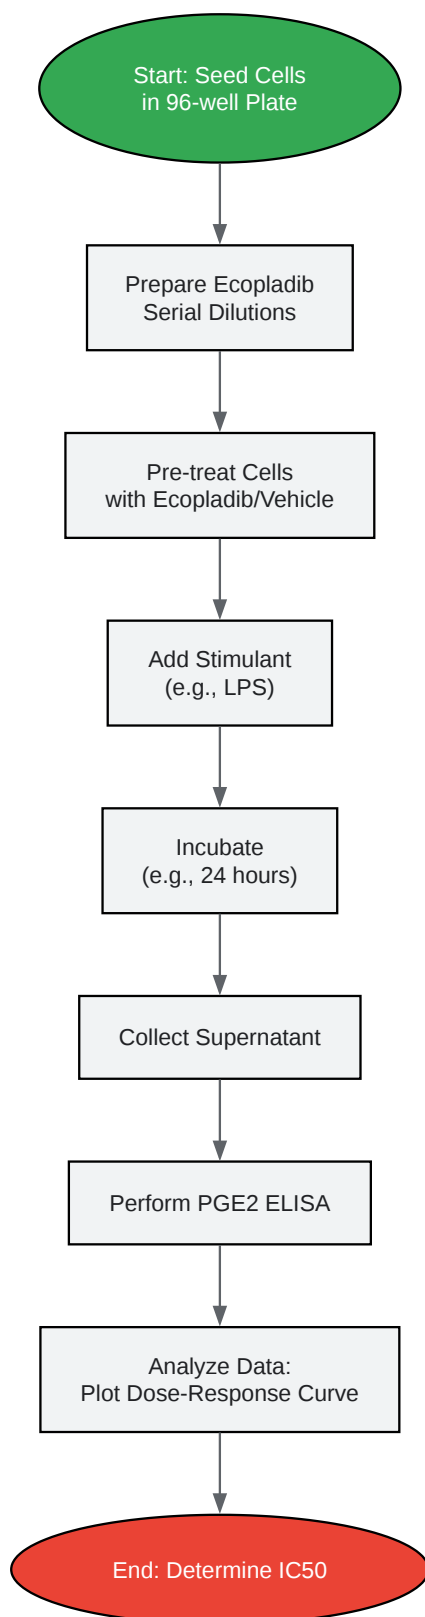 Start: Seed Cells
in 96-well Plate
Prepare Ecopladib
Serial Dilutions
Pre-treat Cells
with Ecopladib/Vehicle
Add Stimulant
(e.g., LPS)
Incubate
(e.g., 24 hours)
Collect Supernatant
Perform PGE2 ELISA
Analyze Data:
Plot Dose-Response Curve
End: Determine IC50